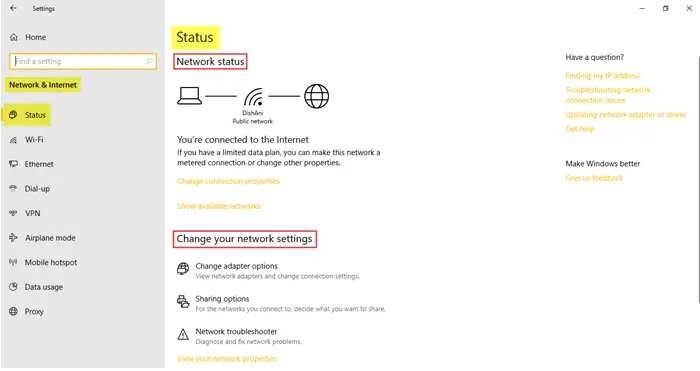 Settings
Home
Find a setting
Network & Internet
Status
Wi-Fi
Ethernet
Dial-up
VPN
Airplane mode
Mobile hotspot
Data usage
Proxy
Status
Network status
DishAni
Public network
You're connected to the Internet
If you have a limited data plan, you can make this network a
metered connection or change other properties.
Change connection properties
Show available networks
Change your network settings
Change adapter options
View network adapters and change connection settings.
Sharing options
For the networks you connect to, decide what you want to share.
Network troubleshooter
Diagnose and fix network problems.
View your network properties
Have a question?
Finding my IP address
Troubleshooting network
connection issues
Updating network adapter or driver
Get help
Make Windows better
Give us feedback